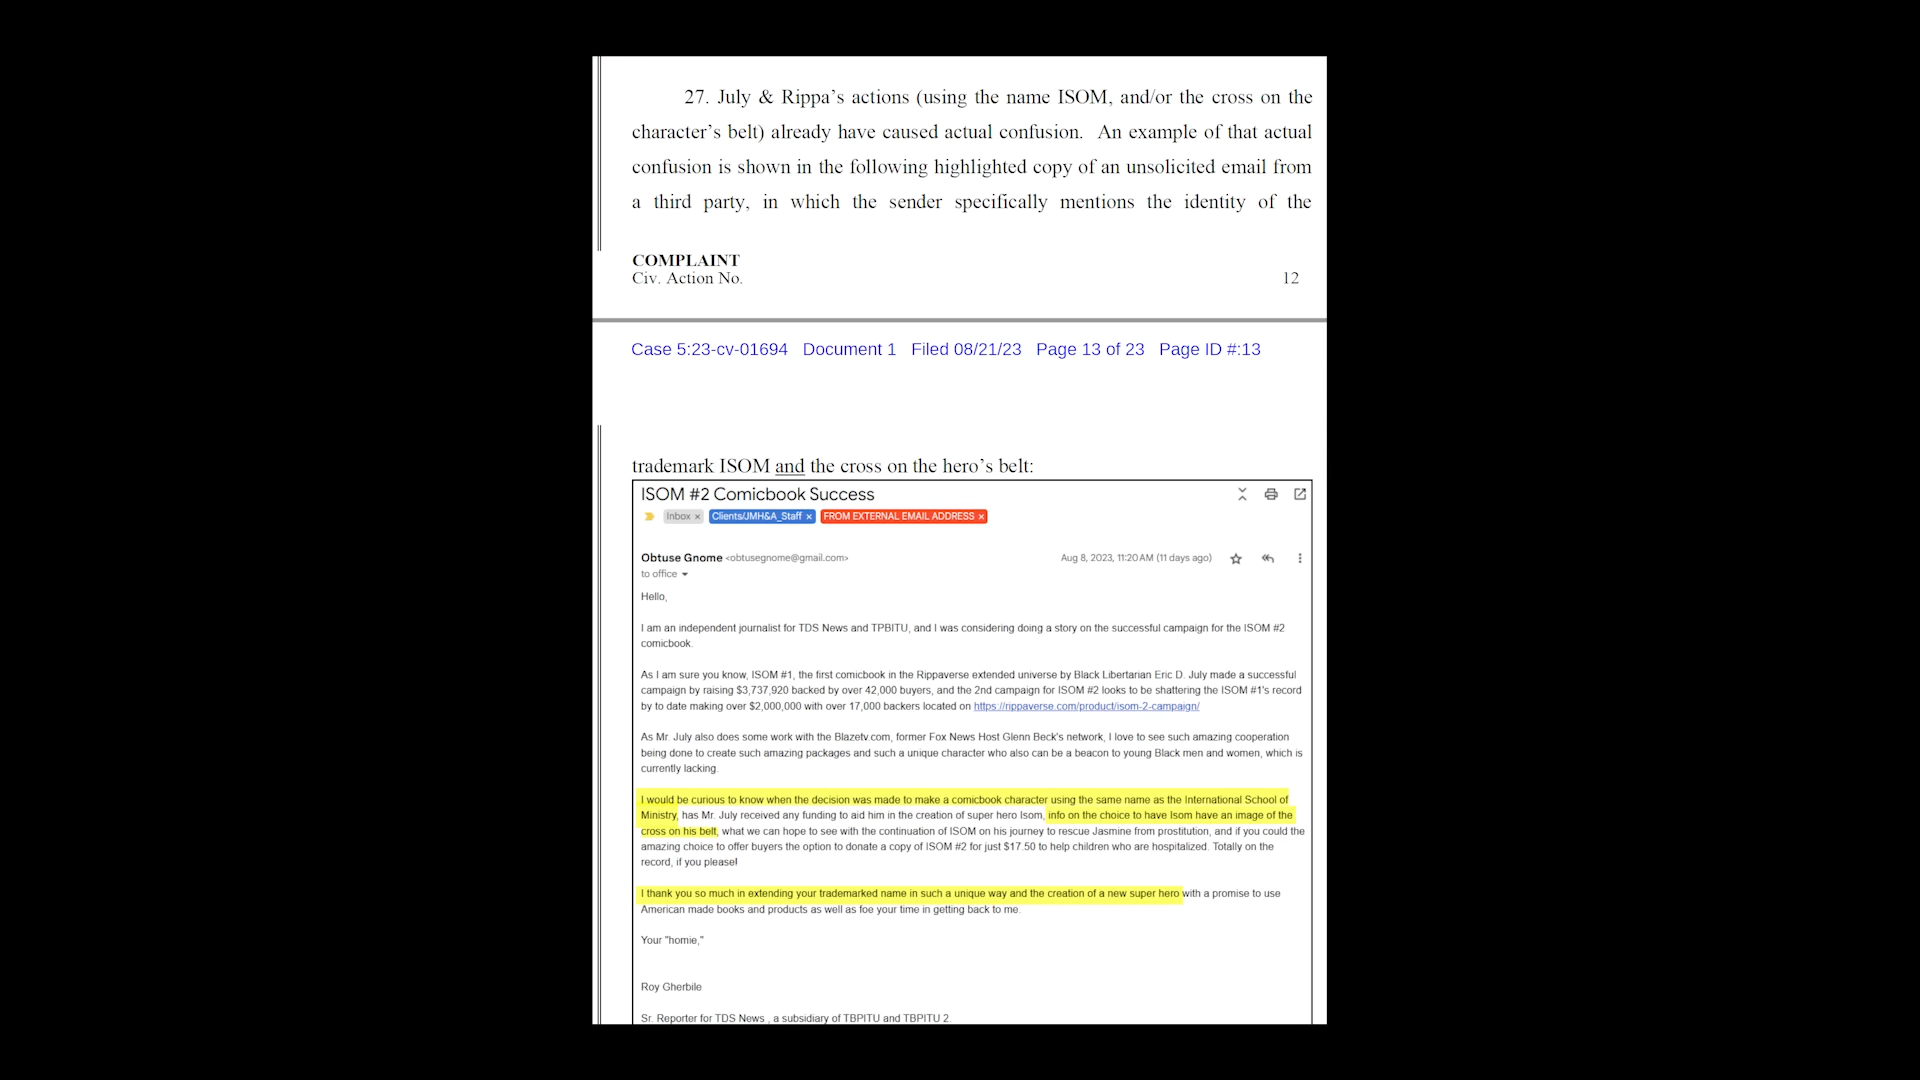 27. July & Rippa’s actions (using the name ISOM, and/or the cross on the
character’s belt) already have caused actual confusion. An example of that actual
confusion is shown in the following highlighted copy of an unsolicited email from
a third party, in which the sender specifically mentions the identity of the
COMPLAINT
Civ. Action No. 12
Case 5:23-cv-01694 Document 1 Filed 08/21/23 Page 13 of 23 Page ID #:13
trademark ISOM and the cross on the hero’s belt:
ISOM #2 Comicbook Success
Inbox × Clients/JMH&A_Staff × FROM EXTERNAL EMAIL ADDRESS ×
Obtuse Gnome <obtusegnome@gmail.com> Aug 8, 2023, 11:20 AM (11 days ago)
to office
Hello,
I am an independent journalist for TDS News and TPBITU, and I was considering doing a story on the successful campaign for the ISOM #2
comicbook.
As I am sure you know, ISOM #1, the first comicbook in the Rippaverse extended universe by Black Libertarian Eric D. July made a successful
campaign by raising $3,737,920 backed by over 42,000 buyers, and the 2nd campaign for ISOM #2 looks to be shattering the ISOM #1's record
by to date making over $2,000,000 with over 17,000 backers located on https://rippaverse.com/product/isom-2-campaign/
As Mr. July also does some work with the Blazetv.com, former Fox News Host Glenn Beck's network, I love to see such amazing cooperation
being done to create such amazing packages and such a unique character who also can be a beacon to young Black men and women, which is
currently lacking.
I would be curious to know when the decision was made to make a comicbook character using the same name as the International School of
Ministry, has Mr. July received any funding to aid him in the creation of super hero Isom, info on the choice to have Isom have an image of the
cross on his belt, what we can hope to see with the continuation of ISOM on his journey to rescue Jasmine from prostitution, and if you could the
amazing choice to offer buyers the option to donate a copy of ISOM #2 for just $17.50 to help children who are hospitalized. Totally on the
record, if you please!
I thank you so much in extending your trademarked name in such a unique way and the creation of a new super hero with a promise to use
American made books and products as well as foe your time in getting back to me.
Your "homie,"
Roy Gherbile
Sr. Reporter for TDS News , a subsidiary of TBPITU and TBPITU 2.